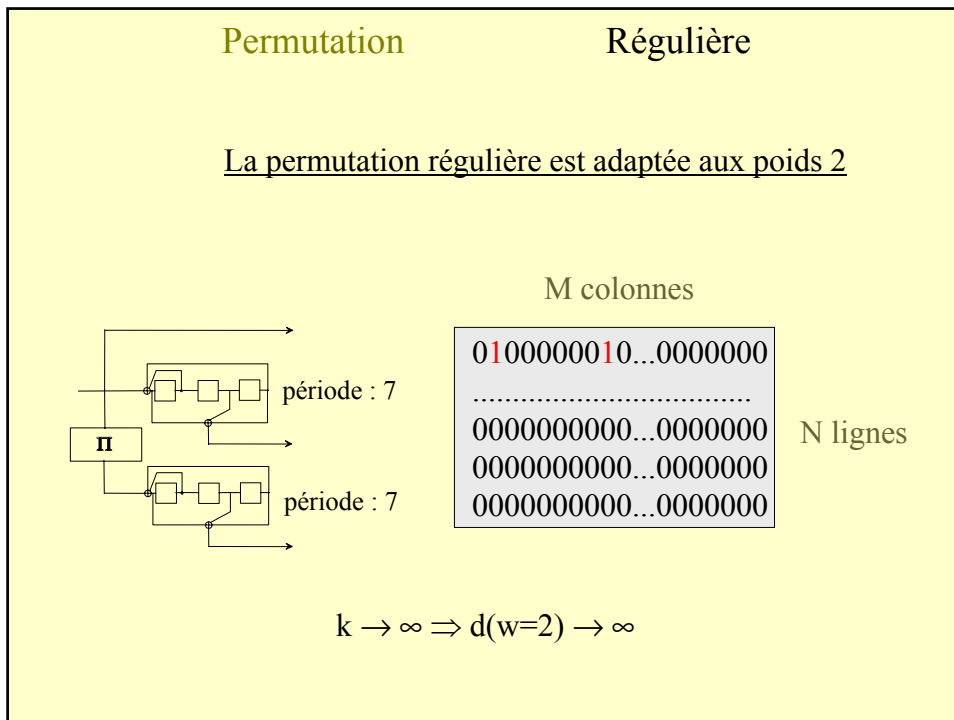 Permutation Régulière
La permutation régulière est adaptée aux poids 2
M colonnes
0100000010...0000000
période : 7
...............................
0000000000...0000000
N lignes
Π
0000000000...0000000
période : 7
0000000000...0000000
k → ∞ ⇒ d(w=2) → ∞